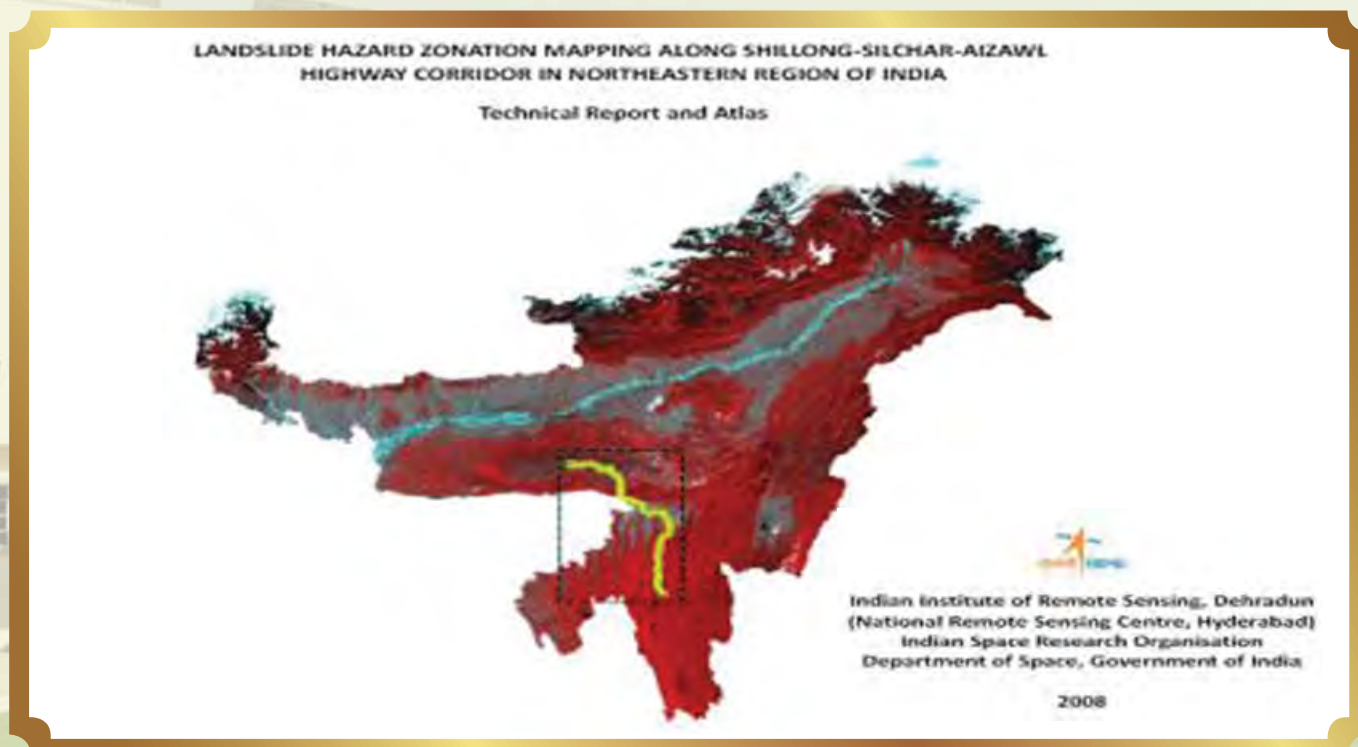 LANDSLIDE HAZARD ZONATION MAPPING ALONG SHILLONG-SILCHAR-AIZAWL
HIGHWAY CORRIDOR IN NORTHEASTERN REGION OF INDIA
Technical Report and Atlas
Indian Institute of Remote Sensing, Dehradun
(National Remote Sensing Centre, Hyderabad)
Indian Space Research Organisation
Department of Space, Government of India
2008